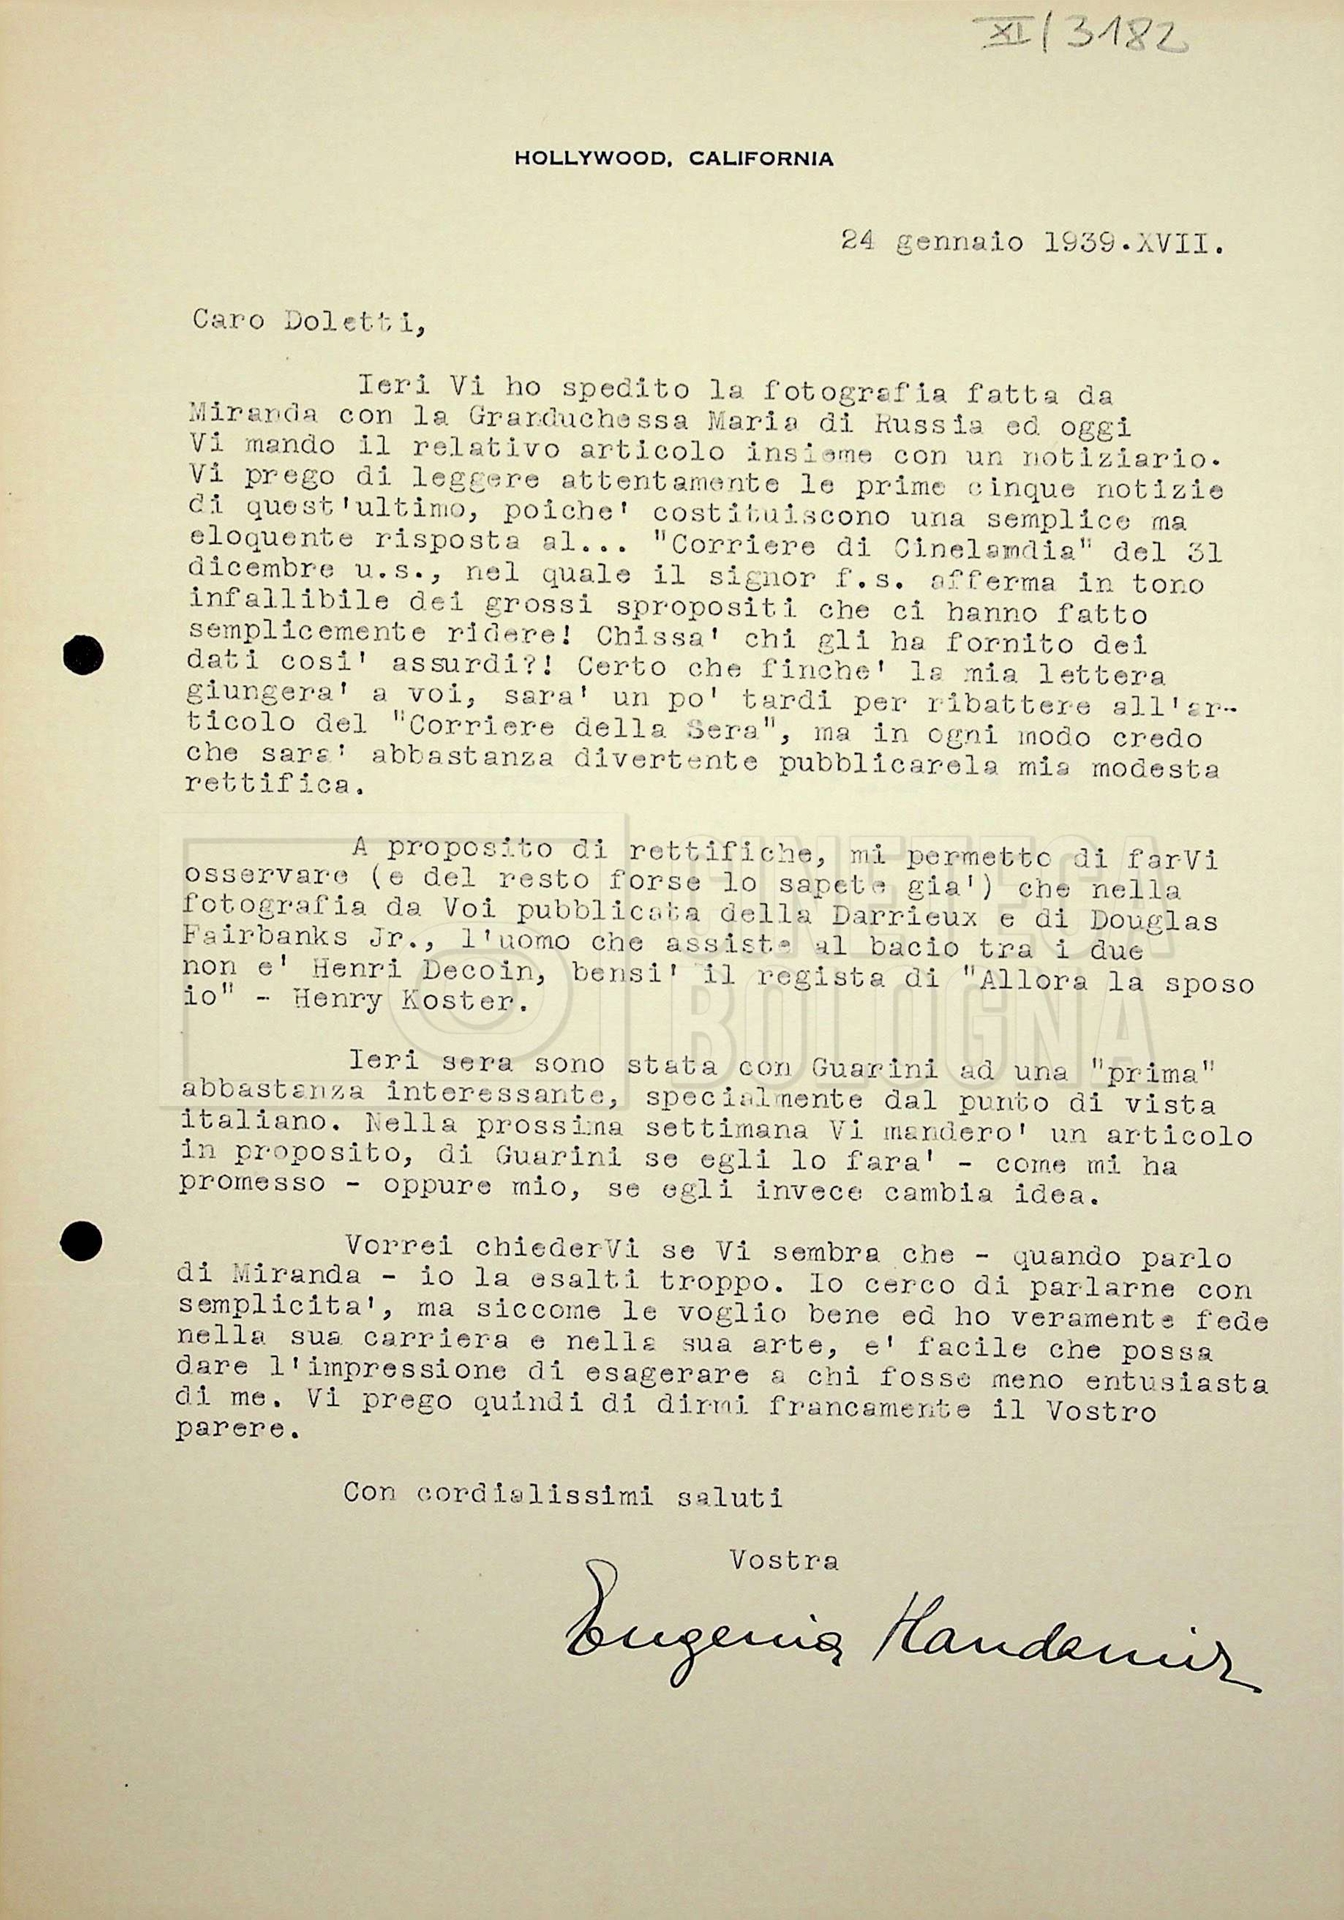 XI/3182
HOLLYWOOD, CALIFORNIA
24 gennaio 1939.XVII.
Caro Doletti,
Ieri Vi ho spedito la fotografia fatta da
Miranda con la Granduchessa Maria di Russia ed oggi
Vi mando il relativo articolo insieme con un notiziario.
Vi prego di leggere attentamente le prime cinque notizie
di quest'ultimo, poiche' costituiscono una semplice ma
eloquente risposta al... "Corriere di Cinelamdia" del 31
dicembre u.s., nel quale il signor f.s. afferma in tono
infallibile dei grossi spropositi che ci hanno fatto
semplicemente ridere! Chissa' chi gli ha fornito dei
dati cosi' assurdi?! Certo che finche' la mia lettera
giungera' a voi, sara' un po' tardi per ribattere all'ar-
ticolo del "Corriere della Sera", ma in ogni modo credo
che sara' abbastanza divertente pubblicarela mia modesta
rettifica.
A proposito di rettifiche, mi permetto di farVi
osservare (e del resto forse lo sapete gia') che nella
fotografia da Voi pubblicata della Darrieux e di Douglas
Fairbanks Jr., l'uomo che assiste al bacio tra i due
non e' Henri Decoin, bensi' il regista di "Allora la sposo
io" - Henry Koster.
Ieri sera sono stata con Guarini ad una "prima"
abbastanza interessante, specialmente dal punto di vista
italiano. Nella prossima settimana Vi mandero' un articolo
in proposito, di Guarini se egli lo fara' - come mi ha
promesso - oppure mio, se egli invece cambia idea.
Vorrei chiederVi se Vi sembra che - quando parlo
di Miranda - io la esalti troppo. Io cerco di parlarne con
semplicita', ma siccome le voglio bene ed ho veramente fede
nella sua carriera e nella sua arte, e' facile che possa
dare l'impressione di esagerare a chi fosse meno entusiasta
di me. Vi prego quindi di dirmi francamente il Vostro
parere.
Con cordialissimi saluti
Vostra
Eugenia Handamir
CINETECA
BOLOGNA